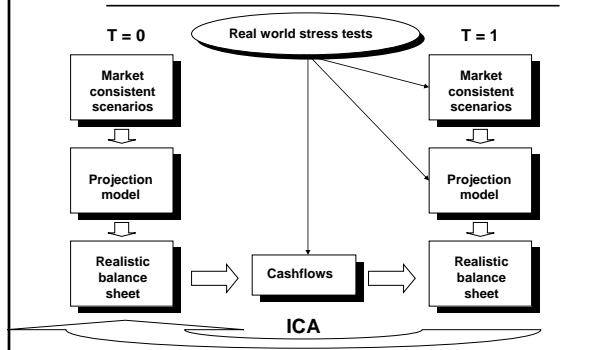 T = 0
Real world stress tests
T = 1
Market
consistent
scenarios
Market
consistent
scenarios
Projection
model
Projection
model
Realistic
balance
sheet
Cashflows
Realistic
balance
sheet
ICA